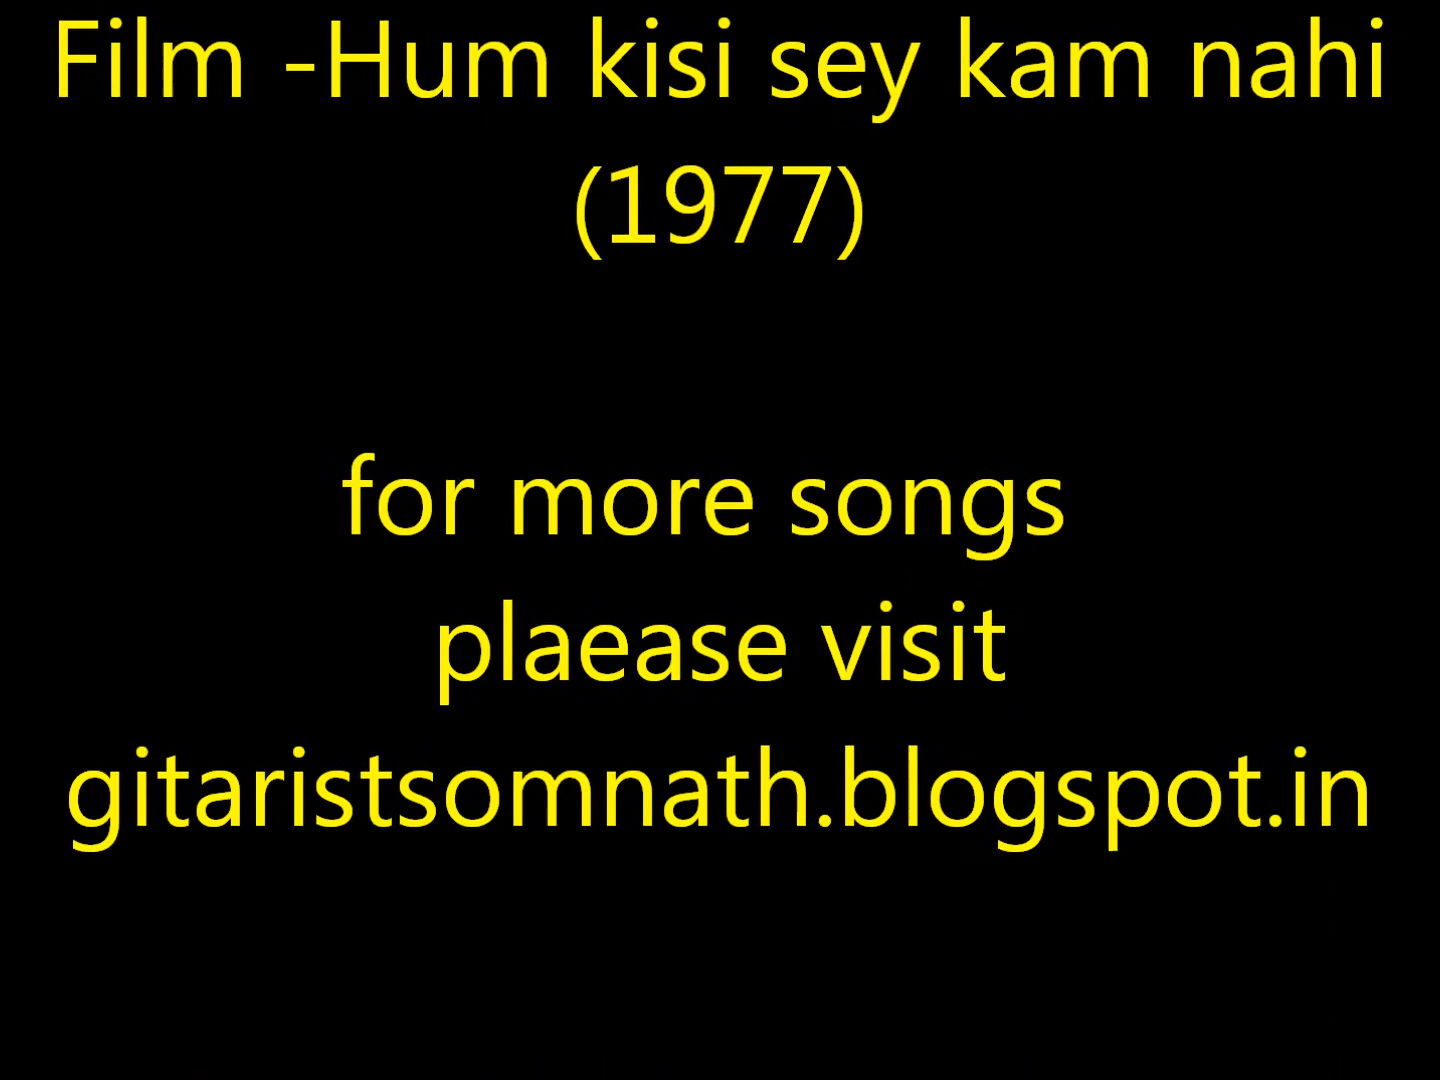 Film -Hum kisi sey kam nahi
(1977)
for more songs
plaease visit
gitaristsomnath.blogspot.in